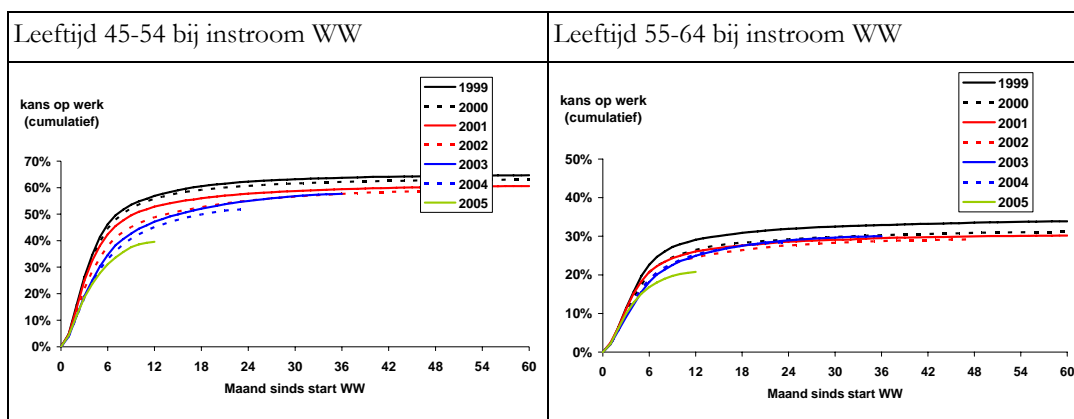 Leeftijd 45-54 bij instroom WW
kans op werk
(cumulatief)
1999
2000
2001
2002
2003
2004
2005
70%
60%
50%
40%
30%
20%
10%
0%
0 6 12 18 24 30 36 42 48 54 60
Maand sinds start WW
Leeftijd 55-64 bij instroom WW
kans op werk
(cumulatief)
1999
2000
2001
2002
2003
2004
2005
50%
40%
30%
20%
10%
0%
0 6 12 18 24 30 36 42 48 54 60
Maand sinds start WW